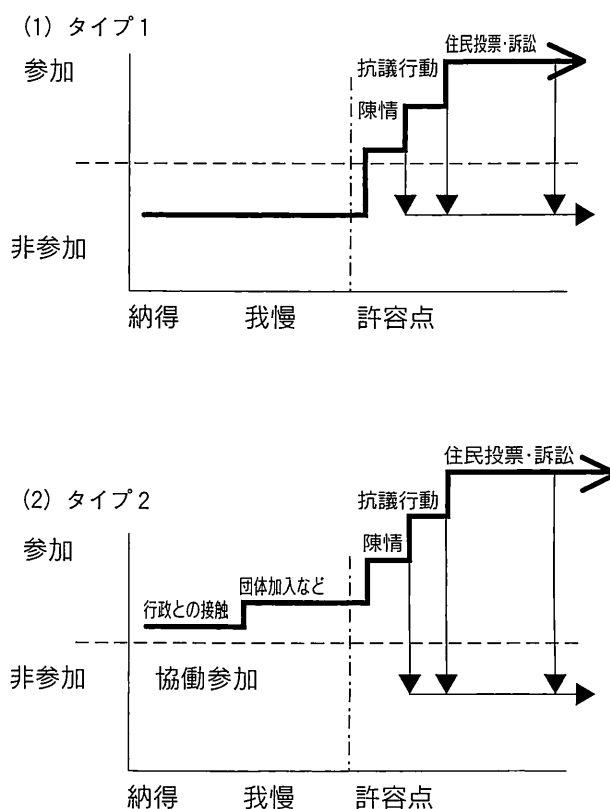 (1) タイプ1
住民投票・訴訟
抗議行動
参加
陳情
非参加
納得 我慢 許容点
住民投票・訴訟
(2) タイプ2
抗議行動
陳情
参加
団体加入など
行政との接触
非参加 協働参加
納得 我慢 許容点